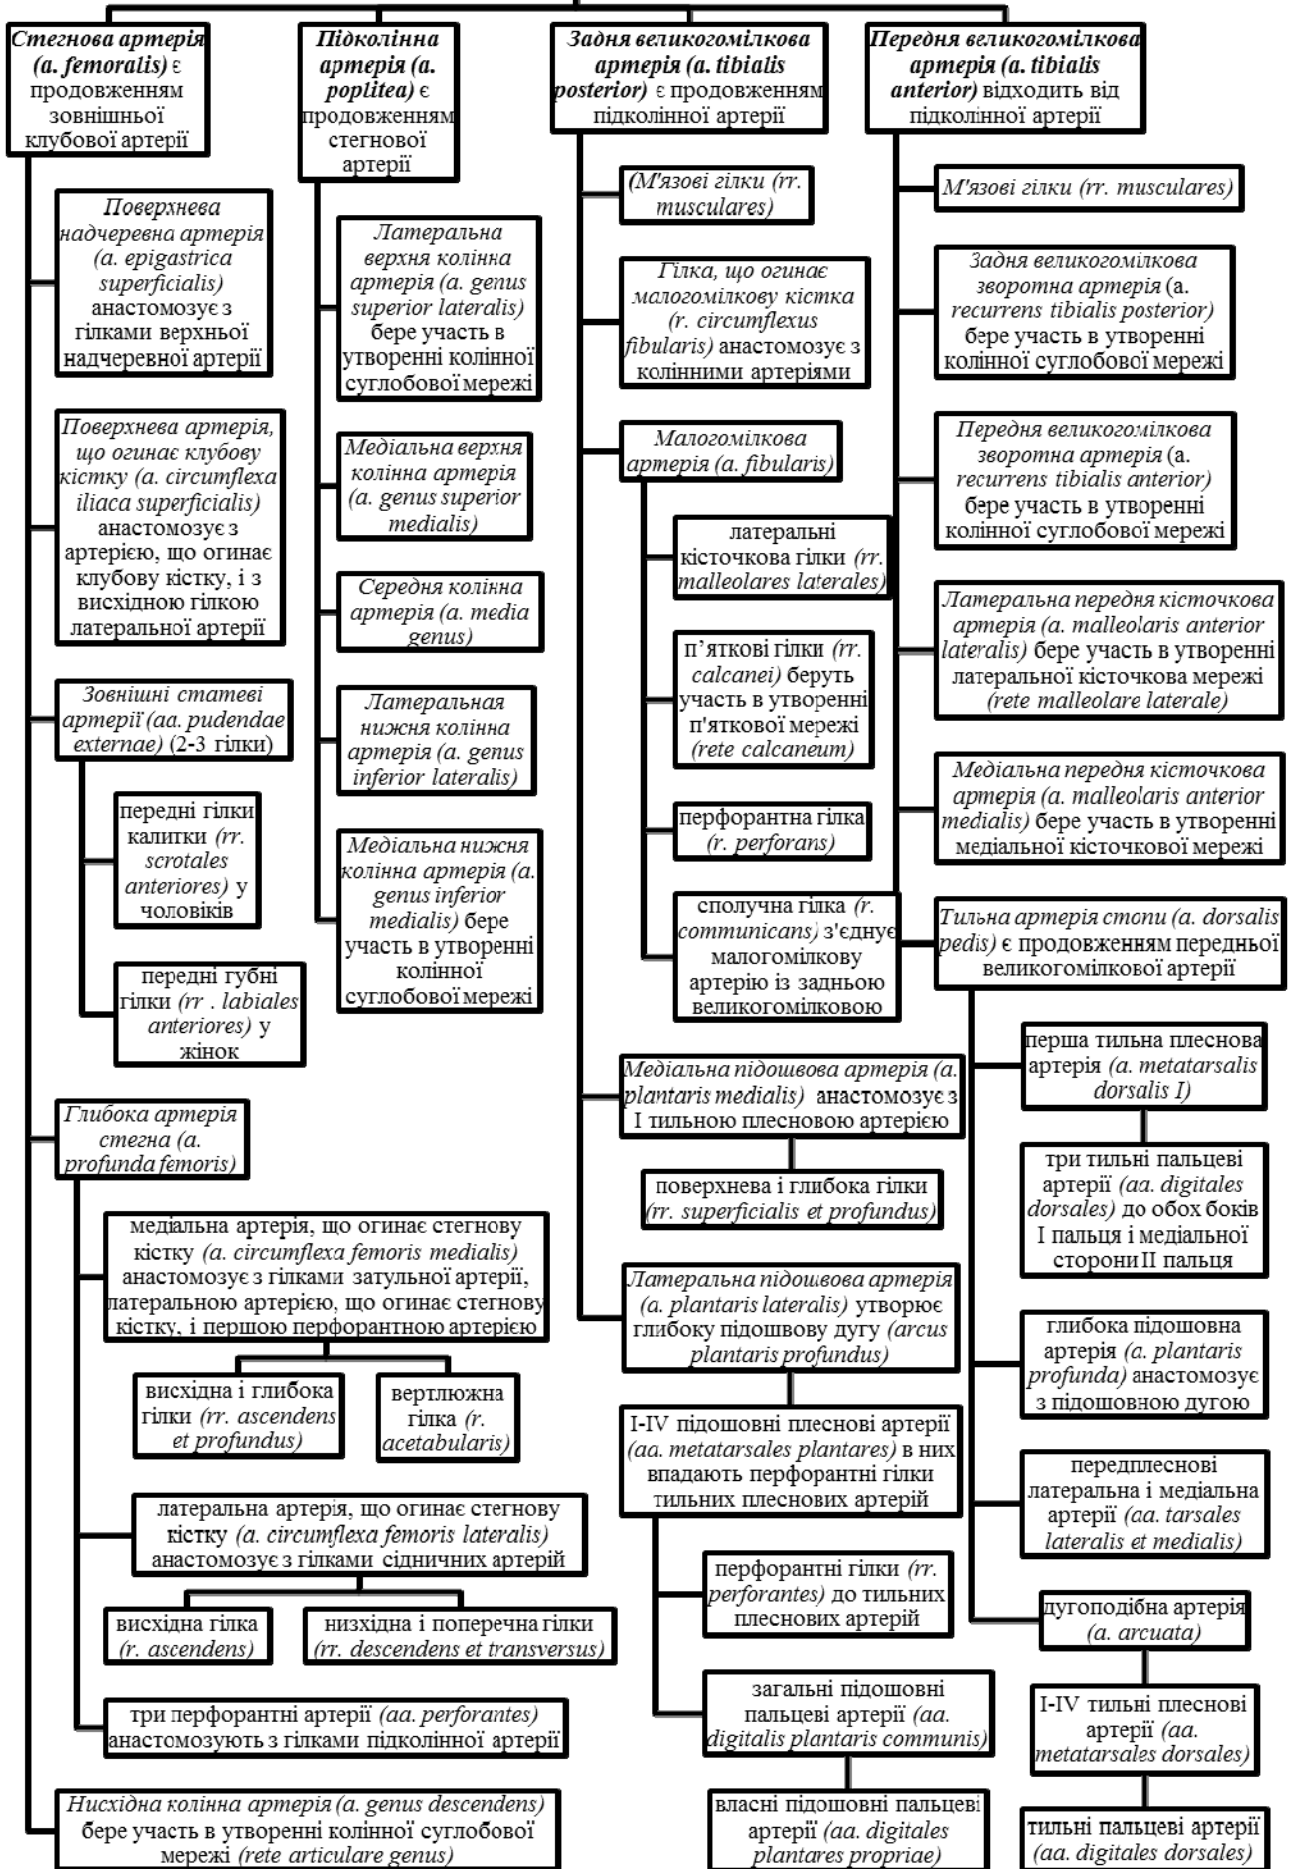 Стегнова артерія
(a. femoralis) є
продовженням
зовнішньої
клубової артерії
Поверхнева
надчеревна артерія
(a. epigastrica
superficialis)
анастомозує з
гілками верхньої
надчеревної артерії
Поверхнева артерія,
що огинає клубову
кістку (a. circumflexa
iliaca superficialis)
анастомозує з
артерією, що огинає
клубову кістку, і з
висхідною гілкою
латеральної артерії
Зовнішні статеві
артерії (aa. pudendae
externae) (2-3 гілки)
передні гілки
калитки (rr.
scrotales
anteriores) у
чоловіків
передні губні
гілки (rr . labiales
anteriores) у
жінок
Глибока артерія
стегна (a.
profunda femoris)
медіальна артерія, що огинає стегнову
кістку (a. circumflexa femoris medialis)
анастомозує з гілками затульної артерії,
латеральною артерією, що огинає стегнову
кістку, і першою перфорантною артерією
висхідна і глибока
гілки (rr. ascendens
et profundus)
вертлюжна
гілка (r.
acetabularis)
латеральна артерія, що огинає стегнову
кістку (a. circumflexa femoris lateralis)
анастомозує з гілками сідничних артерій
висхідна гілка
(r. ascendens)
низхідна і поперечна гілки
(rr. descendens et transversus)
три перфорантні артерії (aa. perforantes)
анастомозують з гілками підколінної артерії
Нисхідна колінна артерія (a. genus descendens)
бере участь в утворенні колінної суглобової
мережі (rete articulare genus)
Підколінна
артерія (a.
poplitea) є
продовженням
стегнової
артерії
Латеральна
верхня колінна
артерія (a. genus
superior lateralis)
бере участь в
утворенні колінної
суглобової мережі
Медіальна верхня
колінна артерія
(a. genus superior
medialis)
Середня колінна
артерія (a. media
genus)
Латеральная
нижня колінна
артерія (a. genus
inferior lateralis)
Медіальна нижня
колінна артерія (a.
genus inferior
medialis) бере
участь в утворенні
колінної
суглобової мережі
Задня великогомілкова
артерія (a. tibialis
posterior) є продовженням
підколінної артерії
(М'язові гілки (rr.
musculares)
Гілка, що огинає
малогомілкову кістка
(r. circumflexus
fibularis) анастомозує з
колінними артеріями
Малогомілкова
артерія (a. fibularis)
латеральні
кісточкова гілки (rr.
malleolares laterales)
п’яткові гілки (rr.
calcanei) беруть
участь в утворенні
п'яткової мережі
(rete calcaneum)
перфорантна гілка
(r. perforans)
сполучна гілка (r.
communicans) з'єднує
малогомілкову
артерію із задньою
великогомілковою
Медіальна підошвова артерія (a.
plantaris medialis) анастомозує з
I тильною плесновою артерією
поверхнева і глибока гілки
(rr. superficialis et profundus)
Латеральна підошвова артерія
(a. plantaris lateralis) утворює
глибоку підошвову дугу (arcus
plantaris profundus)
I-IV підошовні плеснові артерії
(aa. metatarsales plantares) в них
впадають перфорантні гілки
тильних плеснових артерій
перфорантні гілки (rr.
perforantes) до тильних
плеснових артерій
загальні підошовні
пальцеві артерії (aa.
digitalis plantaris communis)
власні підошовні пальцеві
артерії (aa. digitales
plantares propriae)
Передня великогомілкова
артерія (a. tibialis
anterior) відходить від
підколінної артерії
М'язові гілки (rr. musculares)
Задня великогомілкова
зворотна артерія (a.
recurrens tibialis posterior)
бере участь в утворенні
колінної суглобової мережі
Передня великогомілкова
зворотна артерія (a.
recurrens tibialis anterior)
бере участь в утворенні
колінної суглобової мережі
Латеральна передня кісточкова
артерія (a. malleolaris anterior
lateralis) бере участь в утворенні
латеральної кісточкова мережі
(rete malleolare laterale)
Медіальна передня кісточкова
артерія (a. malleolaris anterior
medialis) бере участь в утворенні
медіальної кісточкової мережі
Тильна артерія стопи (a. dorsalis
pedis) є продовженням передньої
великогомілкової артерії
перша тильна плеснова
артерія (a. metatarsalis
dorsalis I)
три тильні пальцеві
артерії (aa. digitales
dorsales) до обох боків
I пальця і медіальної
сторони II пальця
глибока підошовна
артерія (a. plantaris
profunda) анастомозує
з підошовною дугою
передплеснові
латеральна і медіальна
артерії (aa. tarsales
lateralis et medialis)
дугоподібна артерія
(a. arcuata)
I-IV тильні плеснові
артерії (aa.
metatarsales dorsales)
тильні пальцеві артерії
(aa. digitales dorsales)